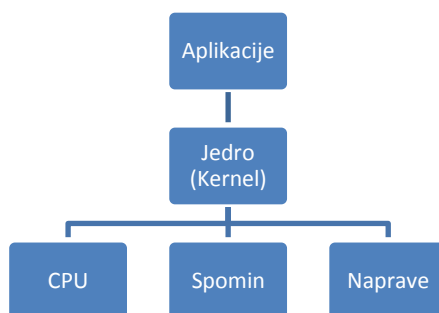 Aplikacije
Jedro
(Kernel)
CPU
Spomin
Naprave